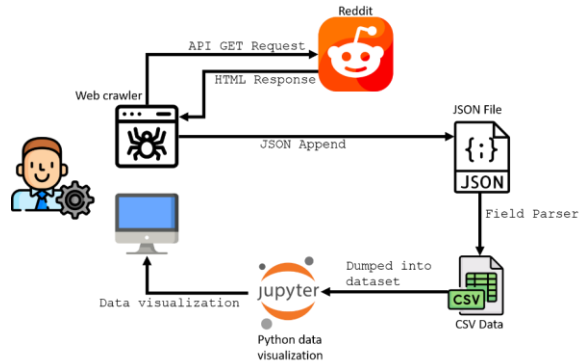 Reddit
API GET Request
HTML Response
Web crawler
JSON File
JSON Append
{;}
JSON
Field Parser
Dumped into
dataset
CSV
CSV Data
Jupyter
Data visualization
Python data
visualization